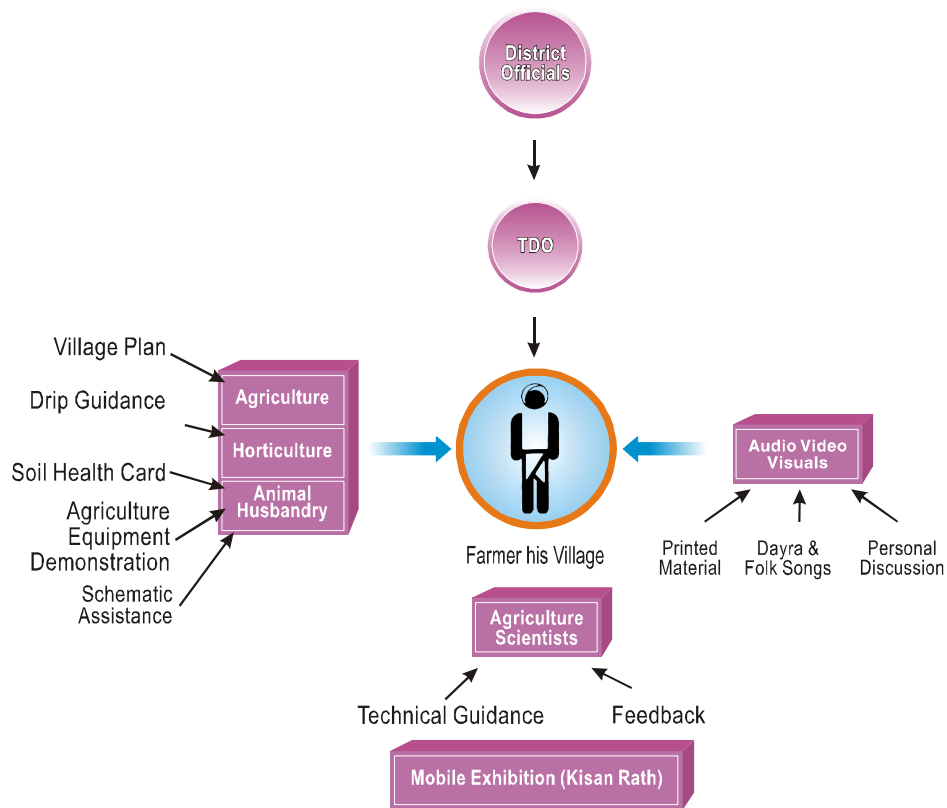 District
Officials
TDO
Village Plan
Drip Guidance
Soil Health Card
Agriculture
Equipment
Demonstration
Schematic
Assistance
Agriculture
Horticulture
Animal
Husbandry
Farmer his Village
Audio Video
Visuals
Printed
Material
Dayra &
Folk Songs
Personal
Discussion
Agriculture
Scientists
Technical Guidance
Feedback
Mobile Exhibition (Kisan Rath)